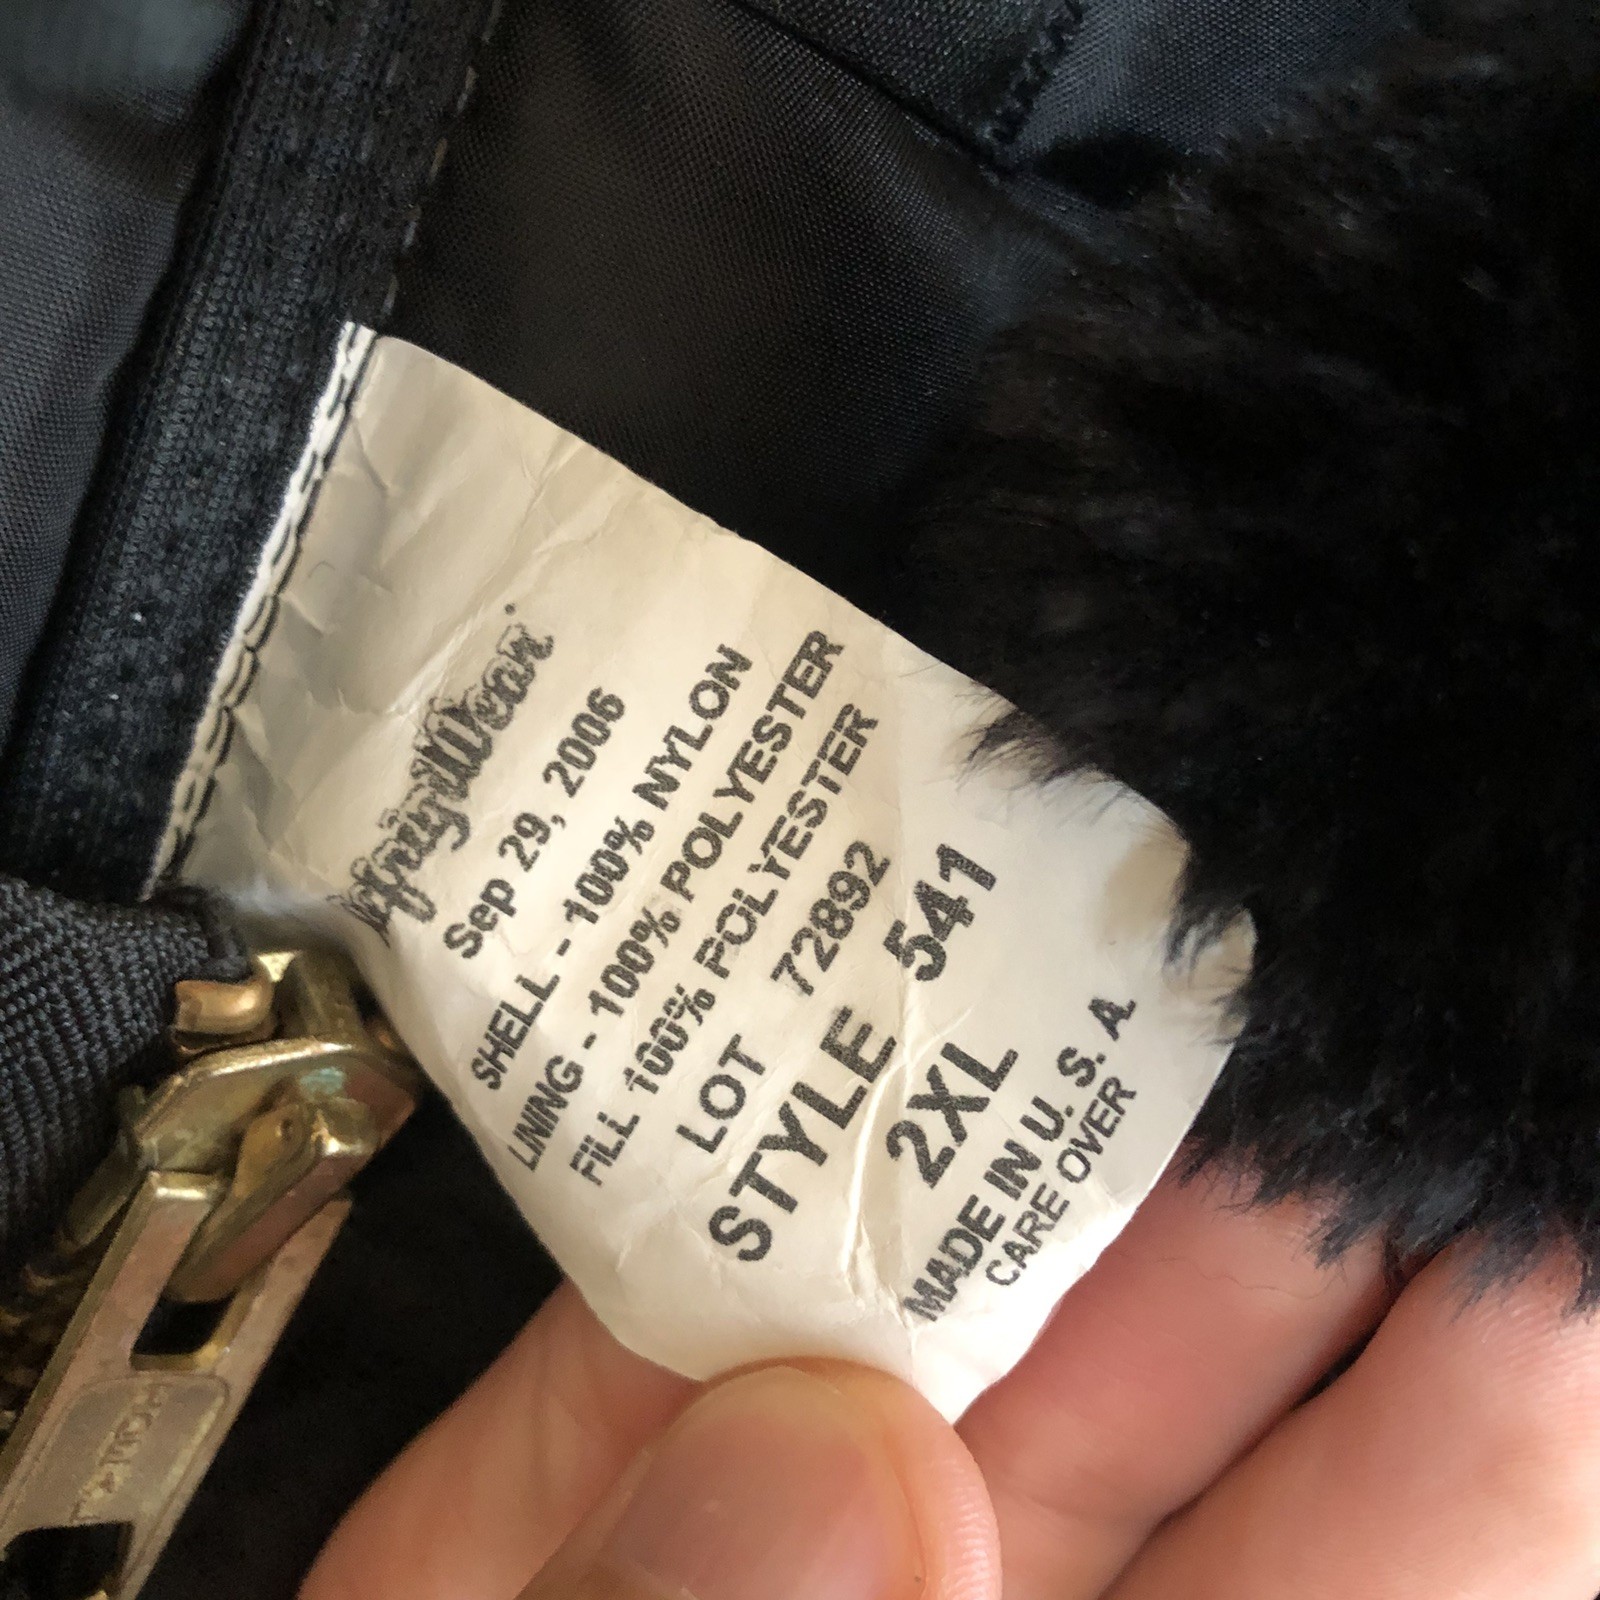 Sep 29, 2006
SHELL - 100% NYLON
LINING - 100% POLYESTER
FILL 100% POLYESTER
LOT 72892
STYLE 541
2XL
MADE IN U. S. A
CARE OVER